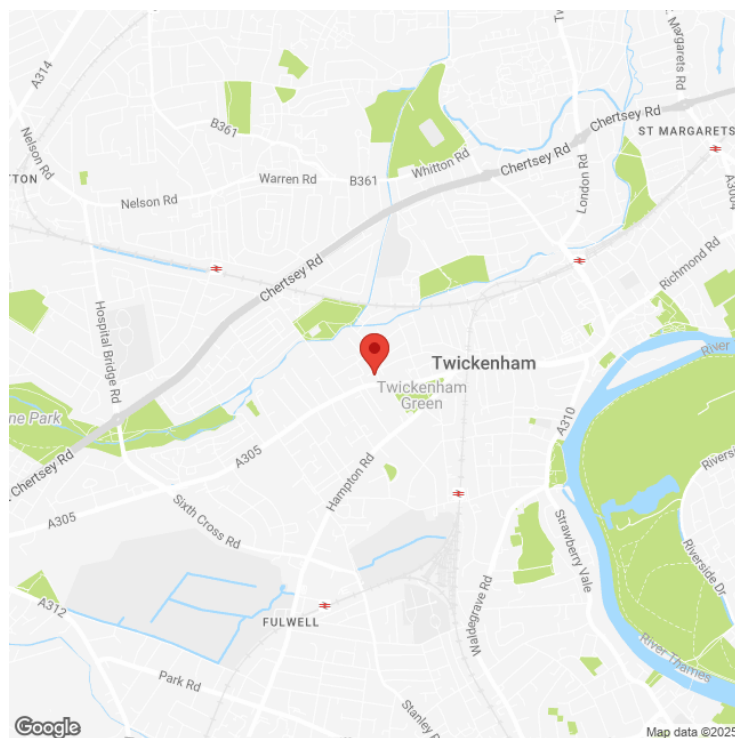 A314
Nelson Rd
B361
TTON
Nelson Rd
Warren Rd
B361
Whitton Rd
Chertsey Rd
Chertsey Rd
London Rd
St Margarets Rd
ST MARGARETS
A3004
Richmond Rd
Chertsey Rd
Hospital Bridge Rd
Twickenham
Twickenham
Green
River
A310
ne Park
Chertsey Rd
A305
A305
Hampton Rd
Sixth Cross Rd
Strawberry Vale
Riverside
Riverside Dr
A312
FULWELL
Waldegrave Rd
River Thames
Park Rd
Stanley R
Google
Map data ©2025